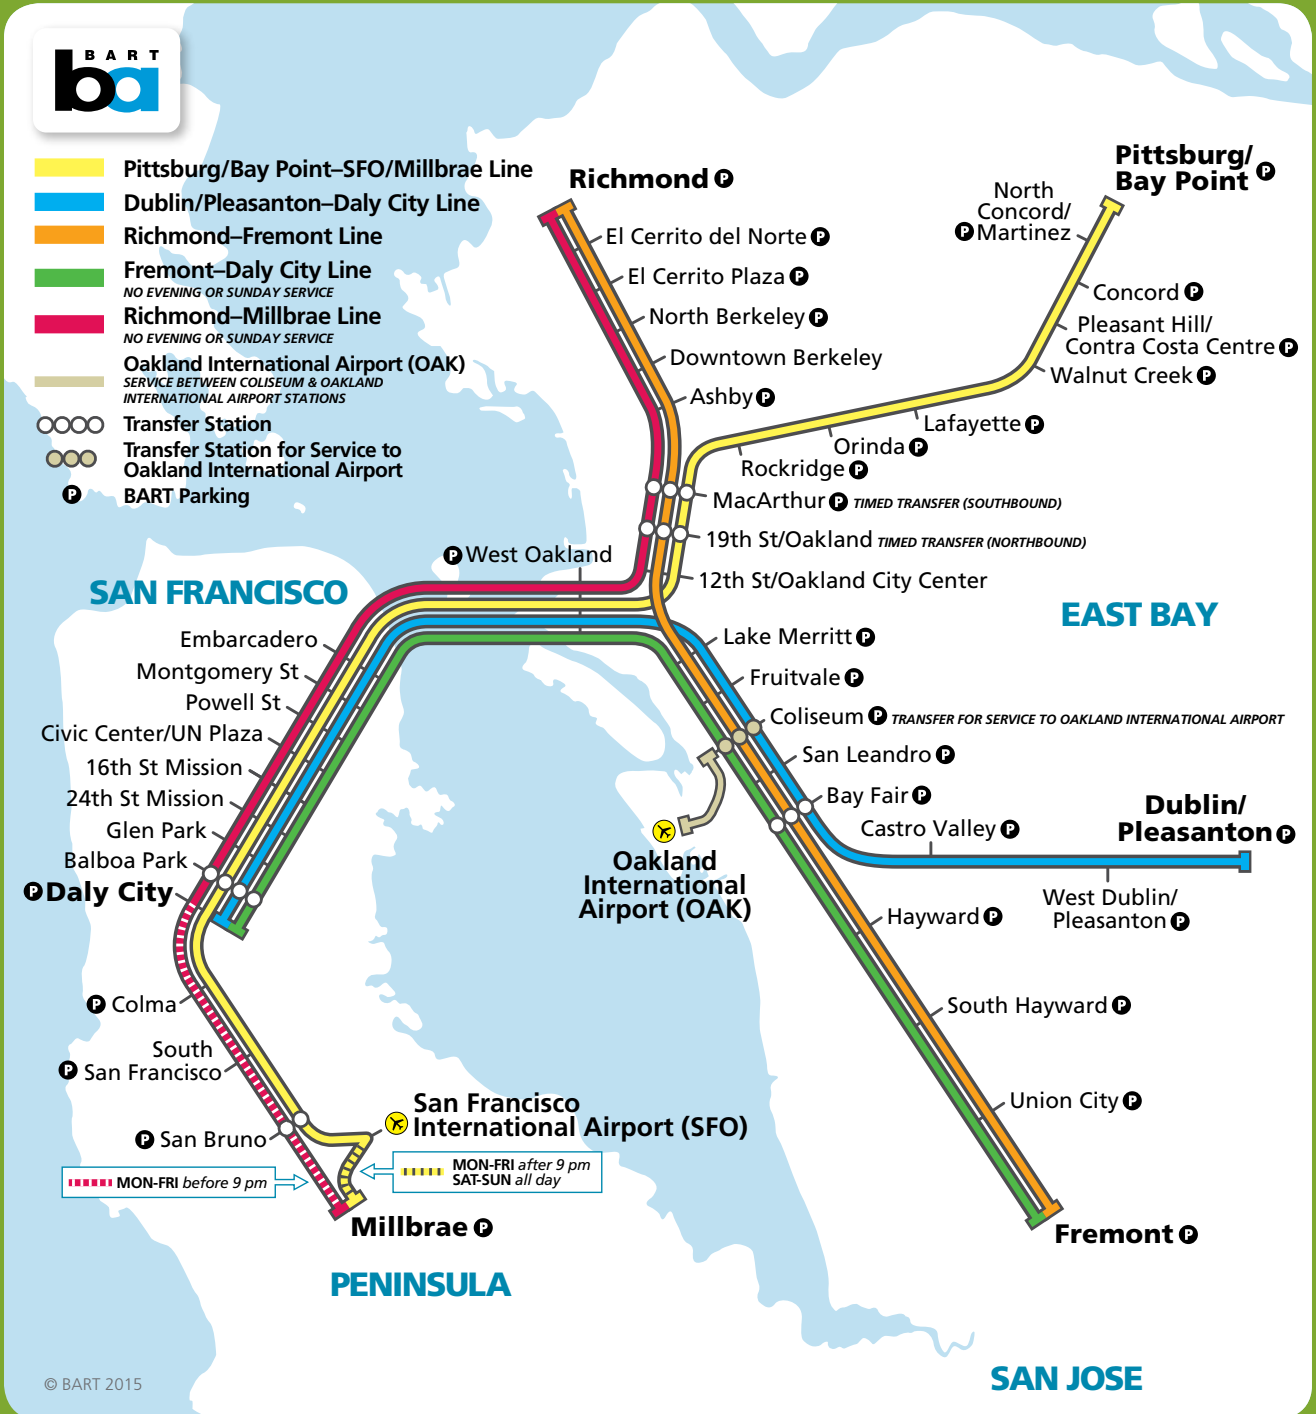 BART
ba
Pittsburg/Bay Point–SFO/Millbrae Line
Dublin/Pleasanton–Daly City Line
Richmond–Fremont Line
Fremont–Daly City Line
NO EVENING OR SUNDAY SERVICE
Richmond–Millbrae Line
NO EVENING OR SUNDAY SERVICE
Oakland International Airport (OAK)
SERVICE BETWEEN COLISEUM & OAKLAND
INTERNATIONAL AIRPORT STATIONS
Transfer Station
Transfer Station for Service to
Oakland International Airport
P BART Parking
Richmond P
El Cerrito del Norte P
El Cerrito Plaza P
North Berkeley P
Downtown Berkeley
Ashby P
Pittsburg/
Bay Point P
North
Concord/
P Martinez
Concord P
Pleasant Hill/
Contra Costa Centre P
Walnut Creek P
Lafayette P
Orinda P
Rockridge P
MacArthur P TIMED TRANSFER (SOUTHBOUND)
19th St/Oakland TIMED TRANSFER (NORTHBOUND)
12th St/Oakland City Center
P West Oakland
SAN FRANCISCO
EAST BAY
Embarcadero
Montgomery St
Powell St
Civic Center/UN Plaza
16th St Mission
24th St Mission
Glen Park
Balboa Park
P Daly City
Lake Merritt P
Fruitvale P
Coliseum P TRANSFER FOR SERVICE TO OAKLAND INTERNATIONAL AIRPORT
San Leandro P
Bay Fair P
Castro Valley P
Dublin/
Pleasanton P
West Dublin/
Pleasanton P
Oakland
International
Airport (OAK)
Hayward P
South Hayward P
Union City P
Fremont P
P Colma
South
P San Francisco
P San Bruno
San Francisco
International Airport (SFO)
MON-FRI before 9 pm
MON-FRI after 9 pm
SAT-SUN all day
Millbrae P
PENINSULA
SAN JOSE
© BART 2015